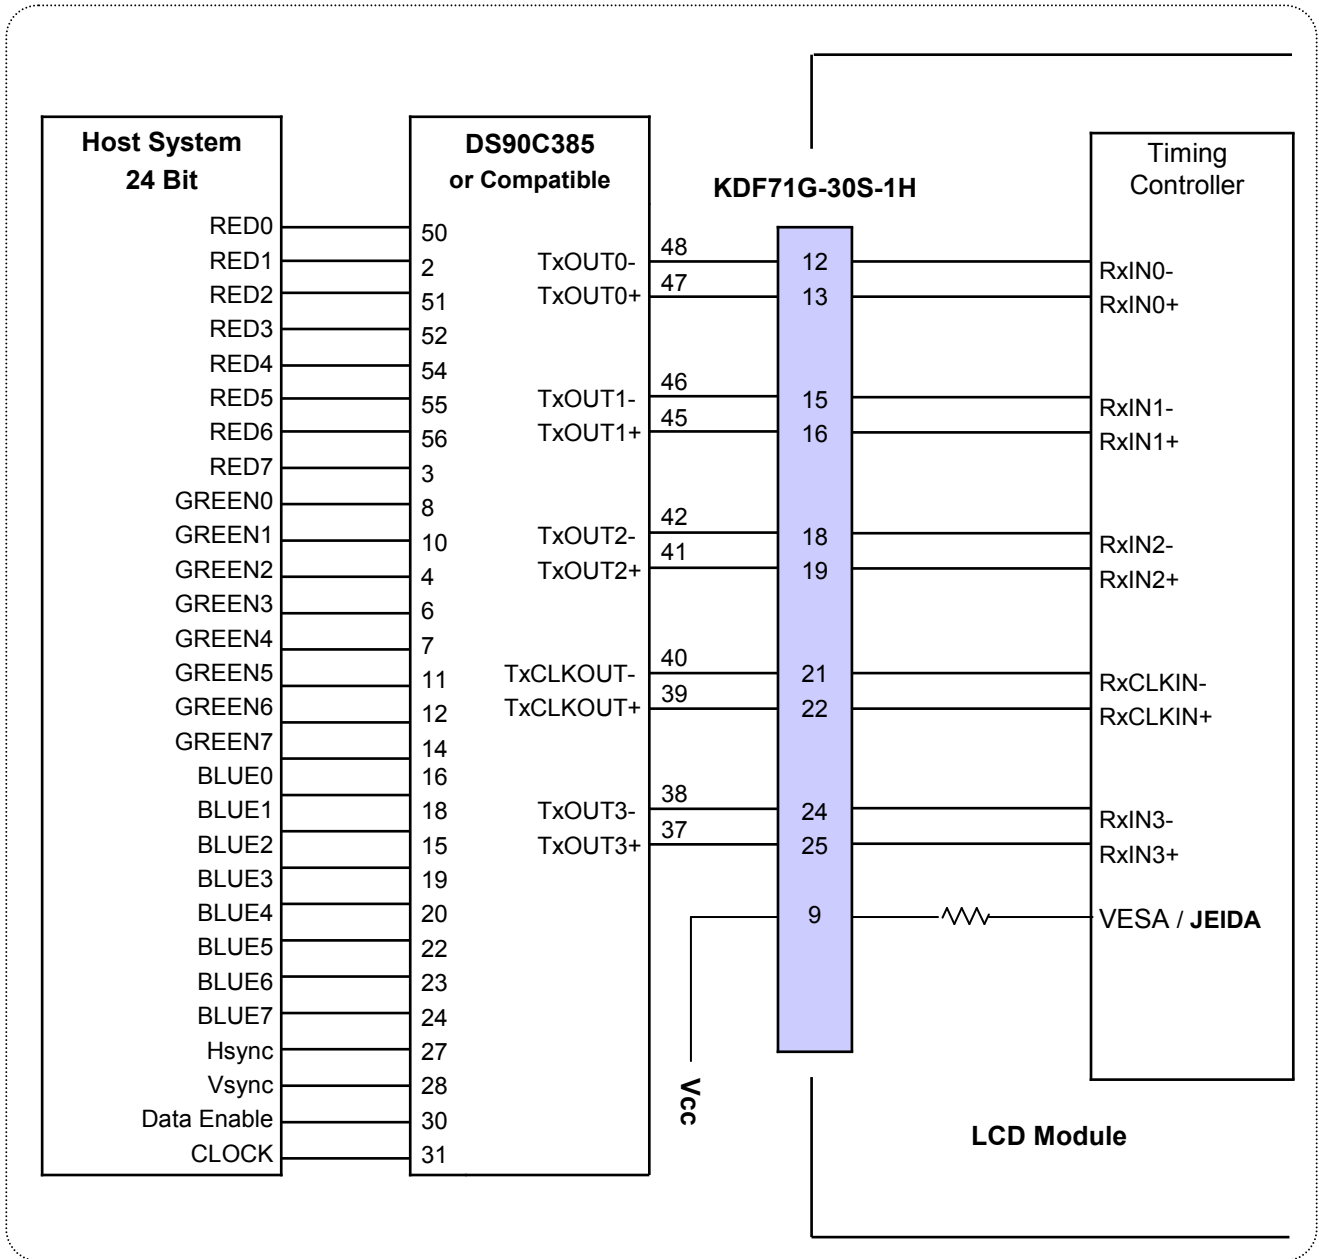 Host System
24 Bit
RED0
RED1
RED2
RED3
RED4
RED5
RED6
RED7
GREEN0
GREEN1
GREEN2
GREEN3
GREEN4
GREEN5
GREEN6
GREEN7
BLUE0
BLUE1
BLUE2
BLUE3
BLUE4
BLUE5
BLUE6
BLUE7
Hsync
Vsync
Data Enable
CLOCK
DS90C385
or Compatible
50
2
51
52
54
55
56
3
8
10
4
6
7
11
12
14
16
18
15
19
20
22
23
24
27
28
30
31
TxOUT0-
TxOUT0+
TxOUT1-
TxOUT1+
TxOUT2-
TxOUT2+
TxCLKOUT-
TxCLKOUT+
TxOUT3-
TxOUT3+
48
47
46
45
42
41
40
39
38
37
Vcc
KDF71G-30S-1H
12
13
15
16
18
19
21
22
24
25
9
Timing
Controller
RxIN0-
RxIN0+
RxIN1-
RxIN1+
RxIN2-
RxIN2+
RxCLKIN-
RxCLKIN+
RxIN3-
RxIN3+
VESA / JEIDA
LCD Module